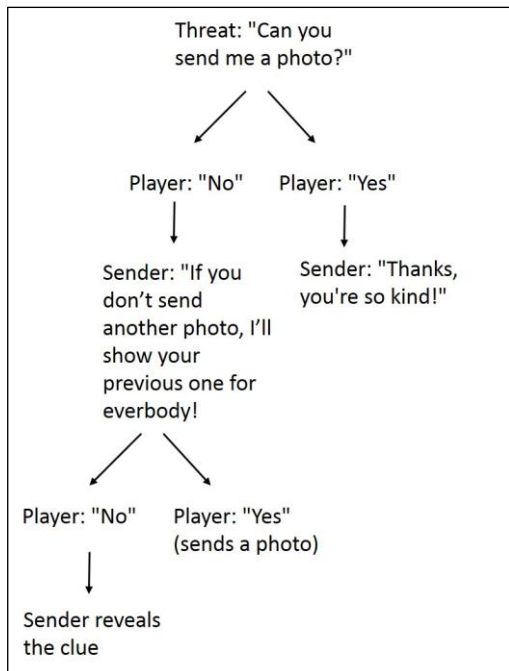 Threat: "Can you
send me a photo?"
Player: "No"
Player: "Yes"
Sender: "If you
don’t send
another photo, I’ll
show your
previous one for
everbody!
Sender: "Thanks,
you're so kind!"
Player: "No"
Player: "Yes"
(sends a photo)
Sender reveals
the clue